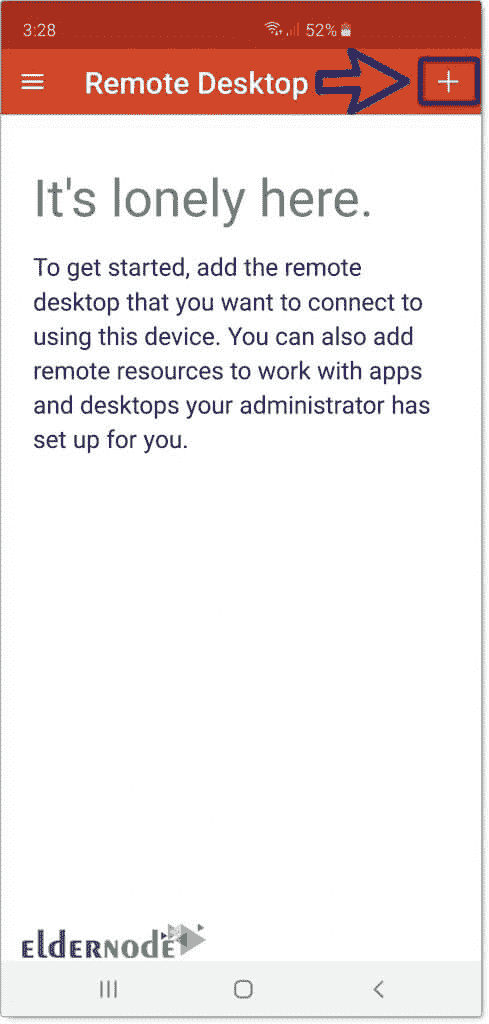 3:28 52%
Remote Desktop
It's lonely here.
To get started, add the remote
desktop that you want to connect to
using this device. You can also add
remote resources to work with apps
and desktops your administrator has
set up for you.
eldernode